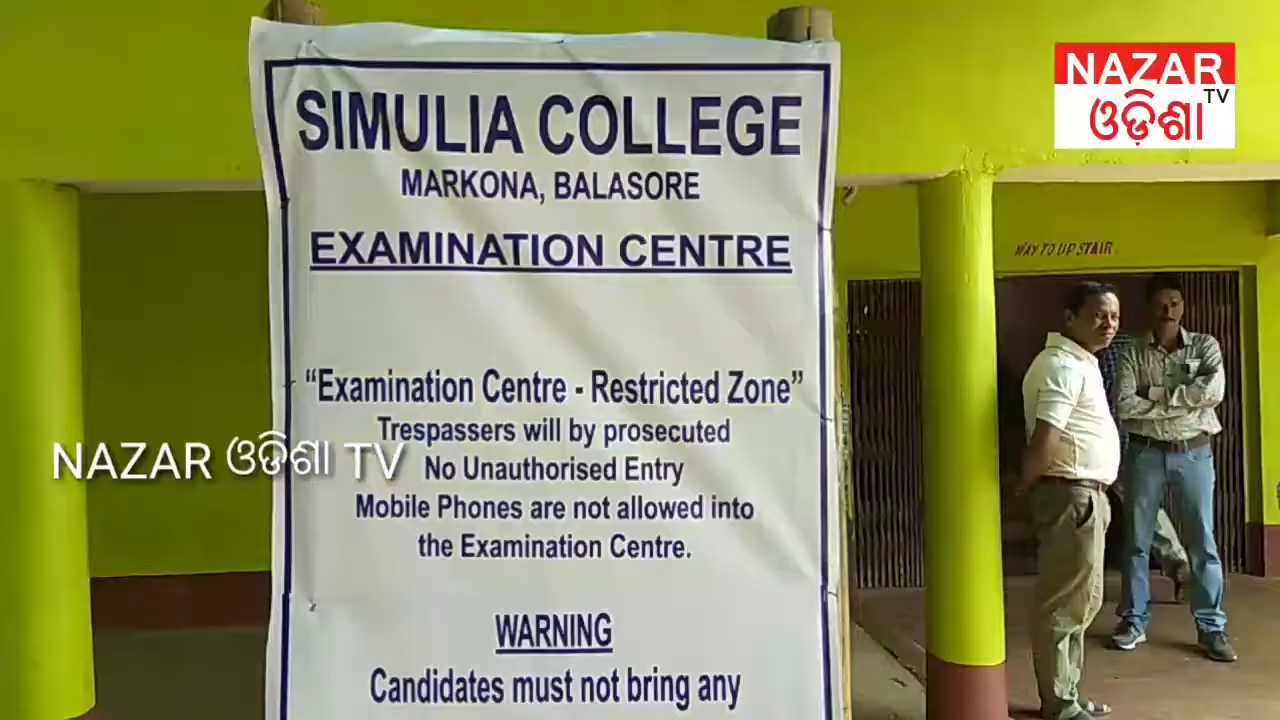 SIMULIA COLLEGE
MARKONA, BALASORE
EXAMINATION CENTRE
“Examination Centre - Restricted Zone”
Trespassers will by prosecuted
No Unauthorised Entry
Mobile Phones are not allowed into
the Examination Centre.
WARNING
Candidates must not bring any
NAZAR
TV
ଓଡ଼ିଶା
WAY TO UP STAIR.
NAZAR ଓଡିଶା TV